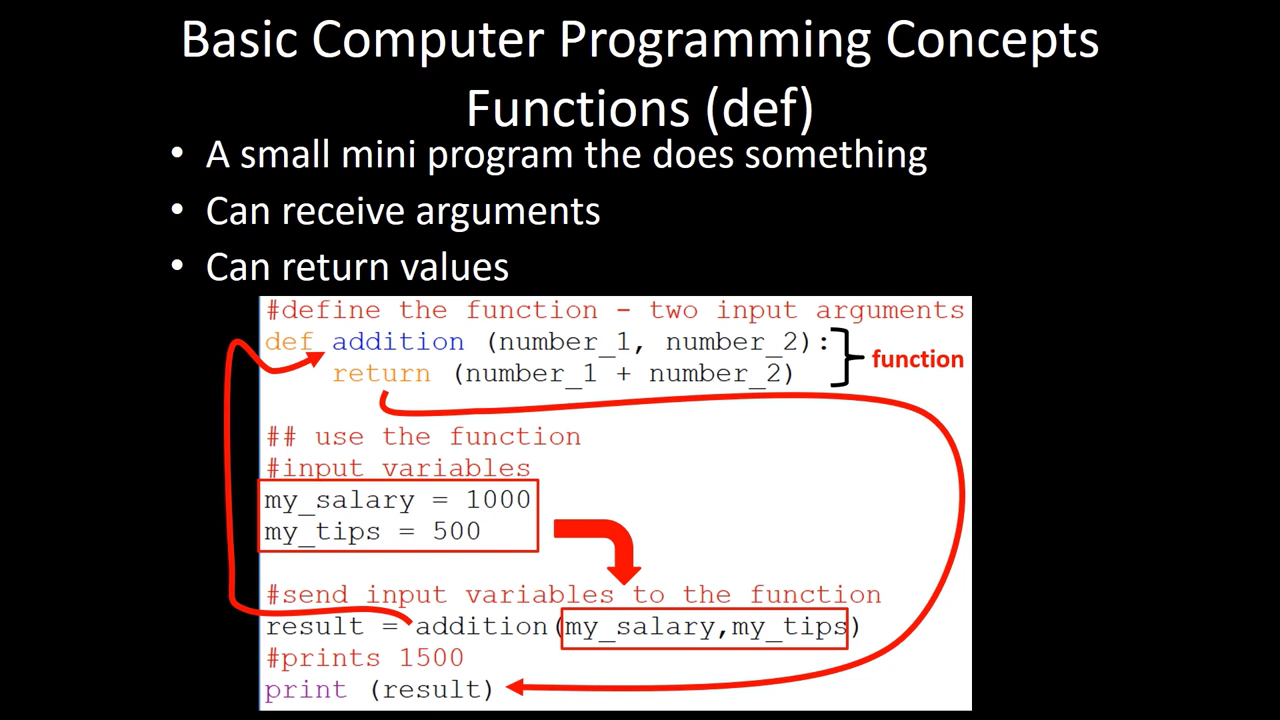 Basic Computer Programming Concepts
Functions (def)
• A small mini program the does something
• Can receive arguments
• Can return values
#define the function - two input arguments
def addition (number_1, number_2):
return (number_1 + number_2)
function
## use the function
#input variables
my_salary = 1000
my_tips = 500
#send input variables to the function
result = addition(my_salary,my_tips)
#prints 1500
print (result)